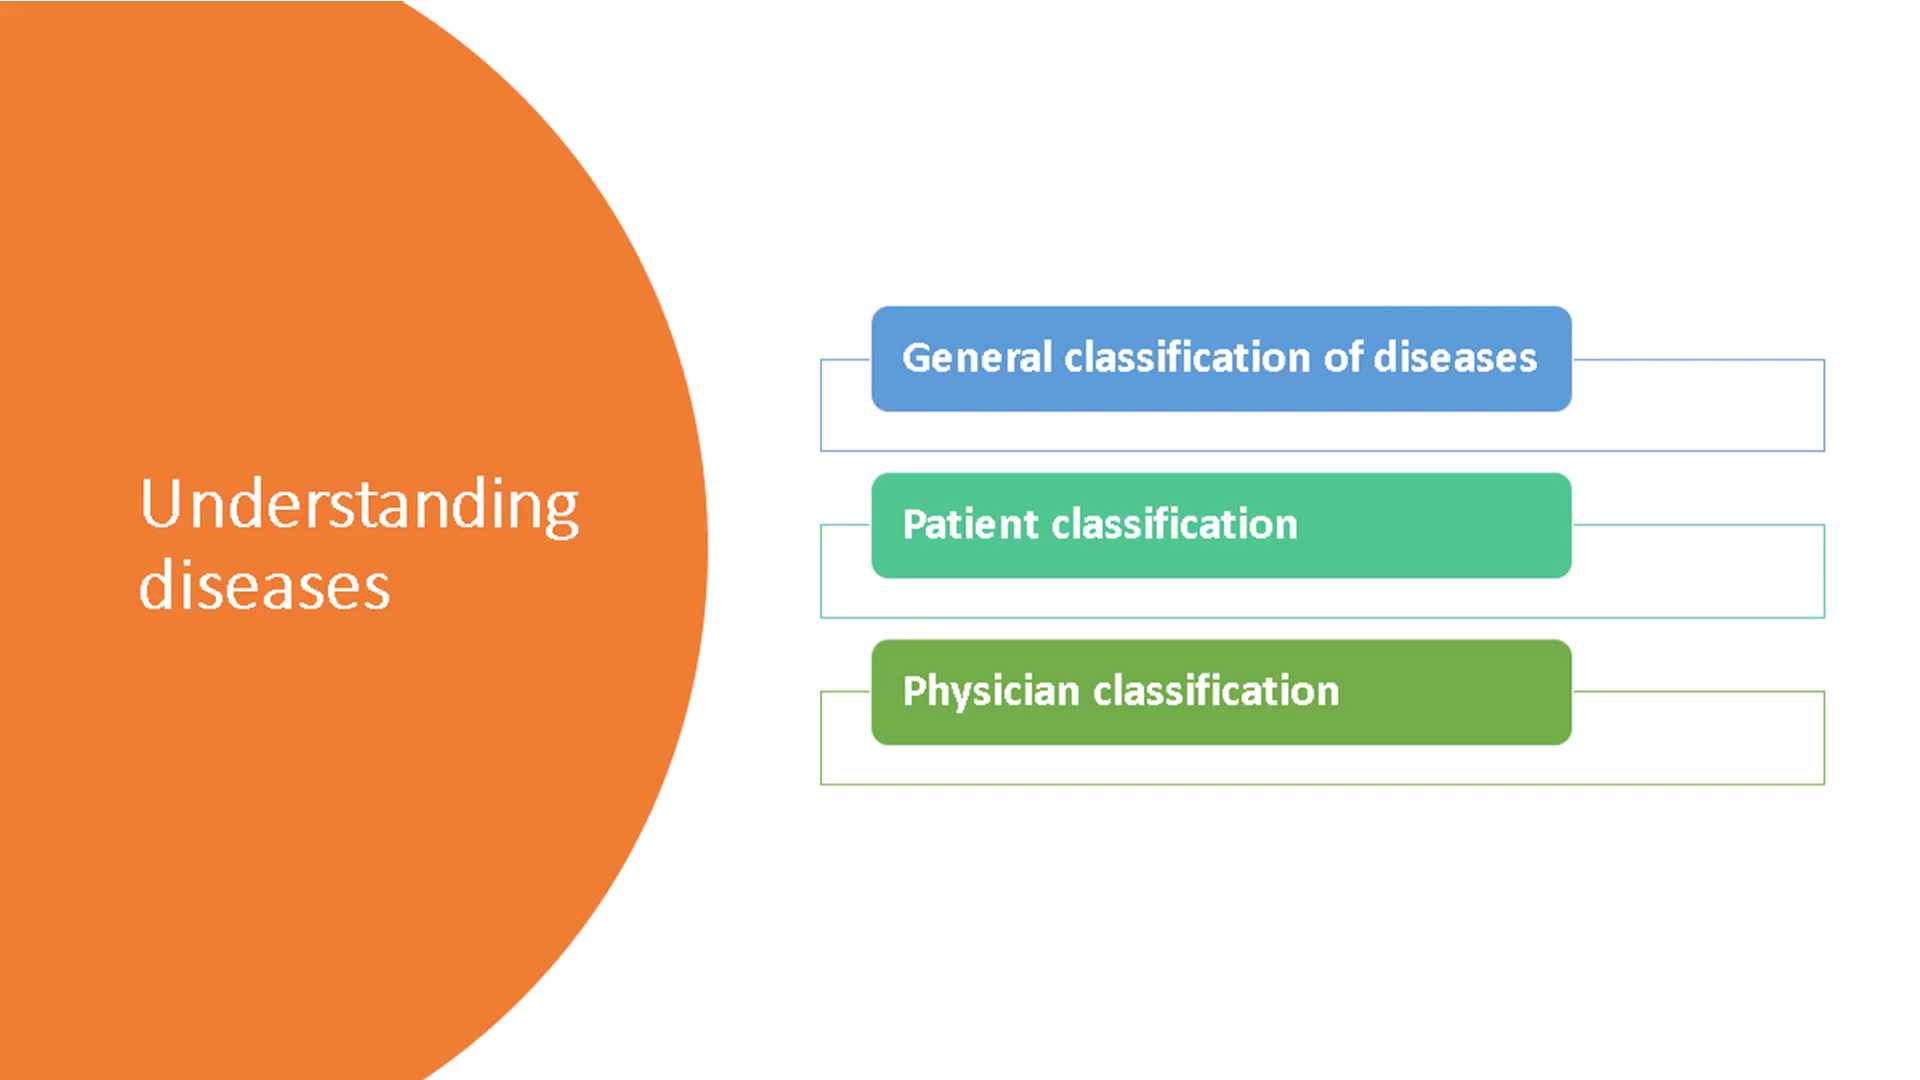 Understanding
diseases
General classification of diseases
Patient classification
Physician classification